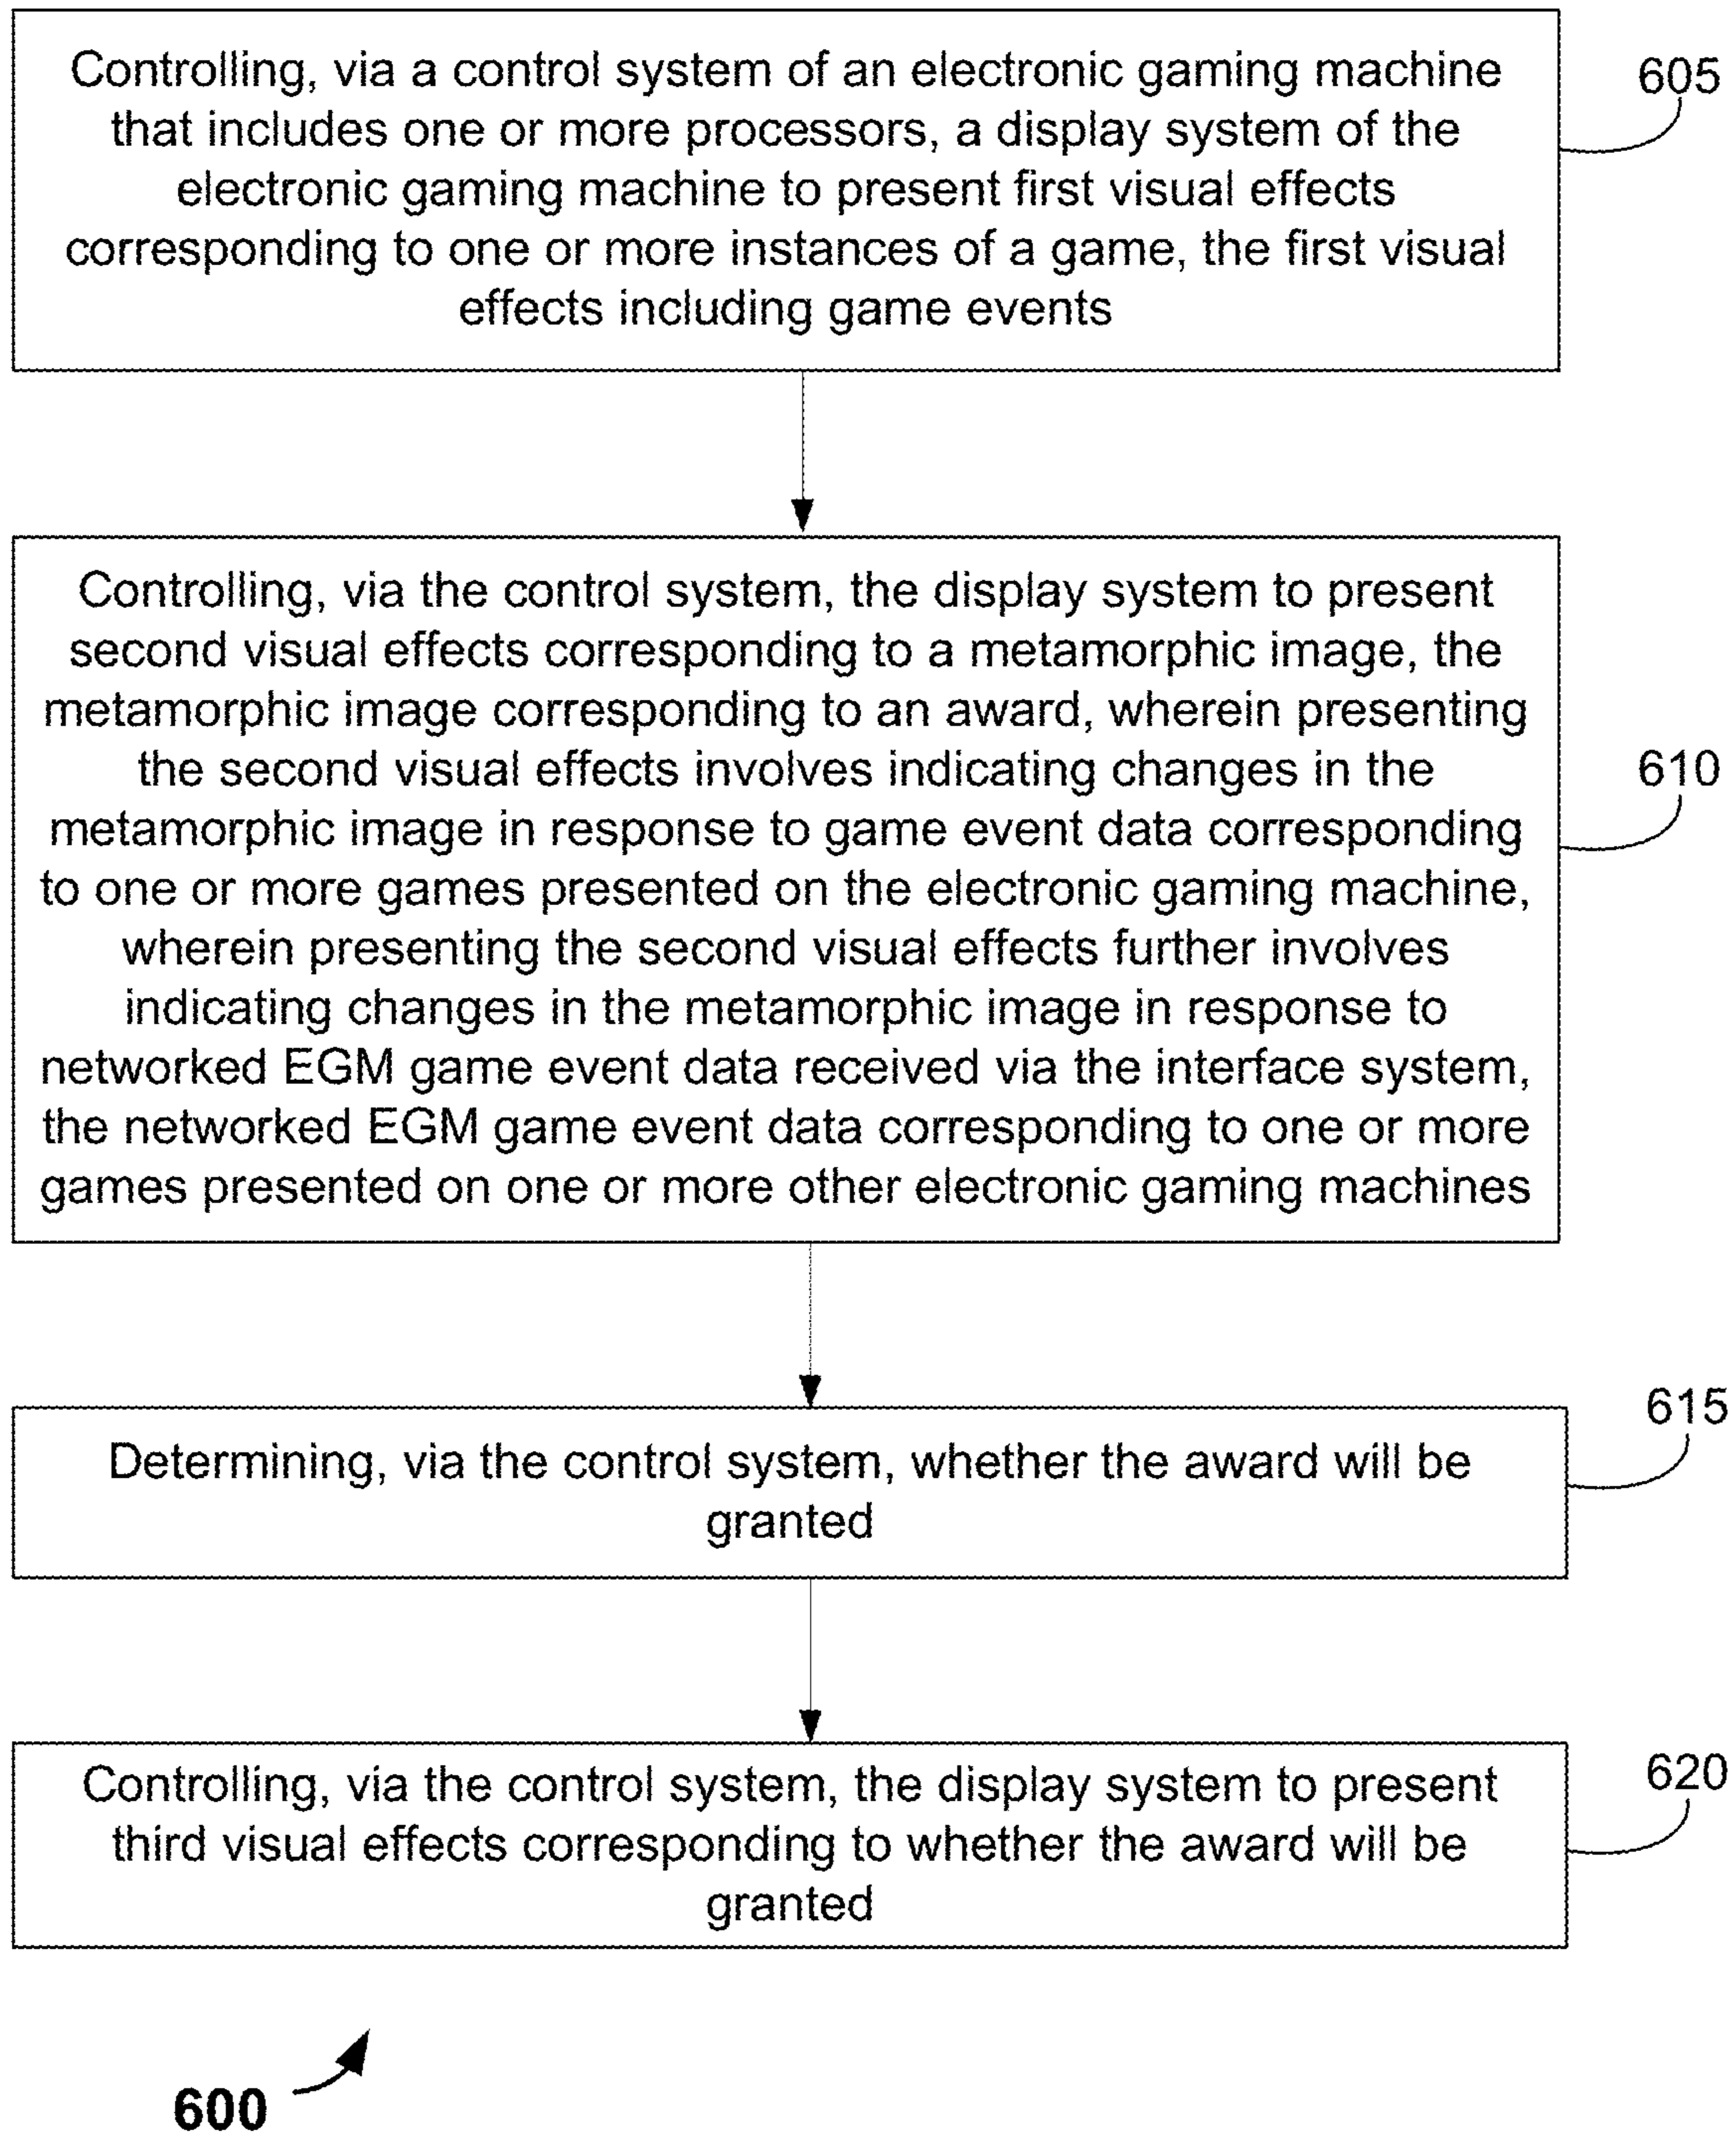 Controlling, via a control system of an electronic gaming machine
that includes one or more processors, a display system of the
electronic gaming machine to present first visual effects
corresponding to one or more instances of a game, the first visual
effects including game events
605
Controlling, via the control system, the display system to present
second visual effects corresponding to a metamorphic image, the
metamorphic image corresponding to an award, wherein presenting
the second visual effects involves indicating changes in the
metamorphic image in response to game event data corresponding
to one or more games presented on the electronic gaming machine,
wherein presenting the second visual effects further involves
indicating changes in the metamorphic image in response to
networked EGM game event data received via the interface system,
the networked EGM game event data corresponding to one or more
games presented on one or more other electronic gaming machines
610
Determining, via the control system, whether the award will be
granted
615
Controlling, via the control system, the display system to present
third visual effects corresponding to whether the award will be
granted
620
600